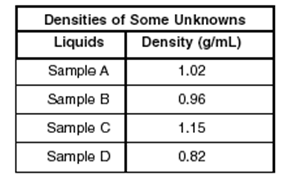 Densities of Some Unknowns
Liquids Density (g/mL)
Sample A 1.02
Sample B 0.96
Sample C 1.15
Sample D 0.82